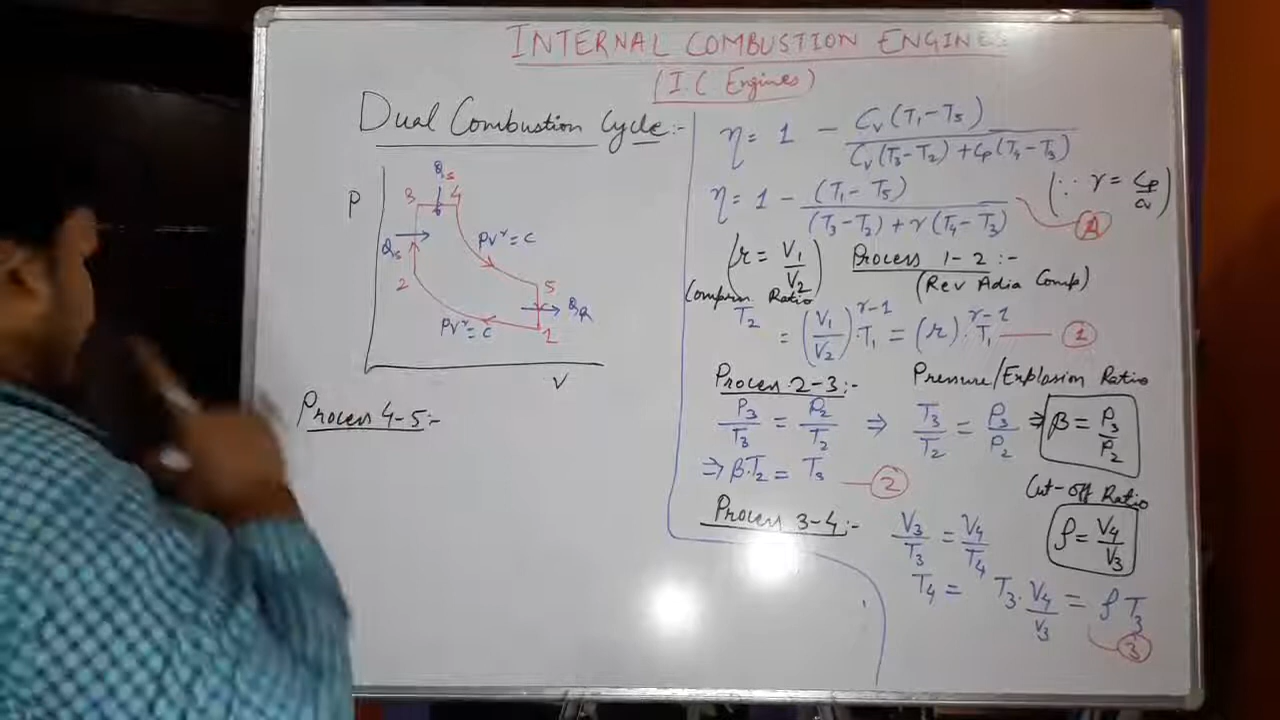 INTERNAL COMBUSTION ENGINES
(I.C Engines)
Dual Combustion Cycle:-
P
Qs
3 4
Qs
PVʳ = C
2
5
QR
PVʳ = C
1
V
Process 4-5:-
η = 1 - Cv(T1-T5) / Cv(T3-T2) + Cp(T4-T3)
η = 1 - (T1-T5) / (T3-T2) + γ(T4-T3) A
(∵ γ = Cp/Cv)
(r = V1/V2) Process 1-2:-
(Rev Adia Comp)
Ratio
T2 = (V1/V2)^(γ-1) · T1 = (r)^(γ-1) · T1 1
Process 2-3:- Pressure/Explosion Ratio
P3/T3 = P2/T2 ⇒ T3/T2 = P3/P2 ⇒ β = P3/P2
⇒ β.T2 = T3 2
Cut-off Ratio
Process 3-4:- V3/T3 = V4/T4 ρ = V4/V3
T4 = T3 · V4/V3 = ρ T3
3